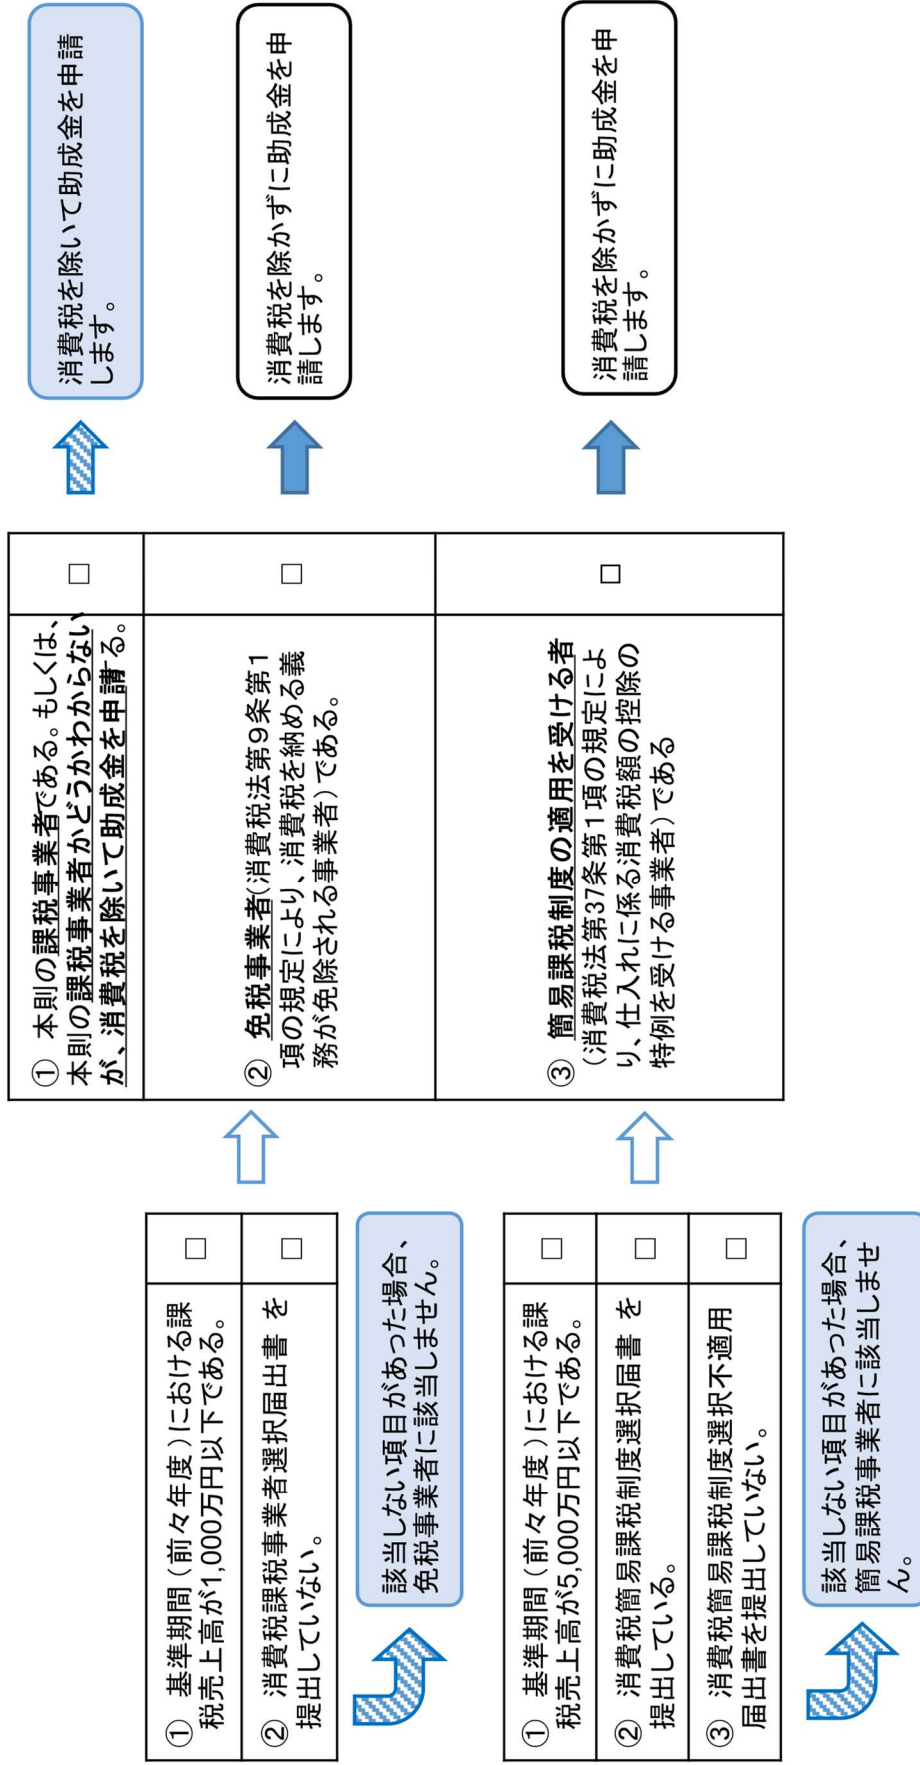 ① 基準期間(前々年度)における課
税売上高が1,000万円以下である。
□
② 消費税課税事業者選択届出書 を
提出していない。
□
該当しない項目があった場合、
免税事業者に該当しません。
① 基準期間(前々年度)における課
税売上高が5,000万円以下である。
□
② 消費税簡易課税制度選択届書 を
提出している。
□
③ 消費税簡易課税制度選択不適用
届出書を提出していない。
□
該当しない項目があった場合、
簡易課税事業者に該当しませ
ん。
① 本則の課税事業者である。もしくは、
本則の課税事業者かどうかわからない
が、消費税を除いて助成金を申請する。
□
② 免税事業者(消費税法第9条第1
項の規定により、消費税を納める義
務が免除される事業者)である。
□
③ 簡易課税制度の適用を受ける者
(消費税法第37条第1項の規定によ
り、仕入れに係る消費税額の控除の
特例を受ける事業者)である
□
消費税を除いて助成金を申請
します。
消費税を除かずに助成金を申
請します。
消費税を除かずに助成金を申
請します。